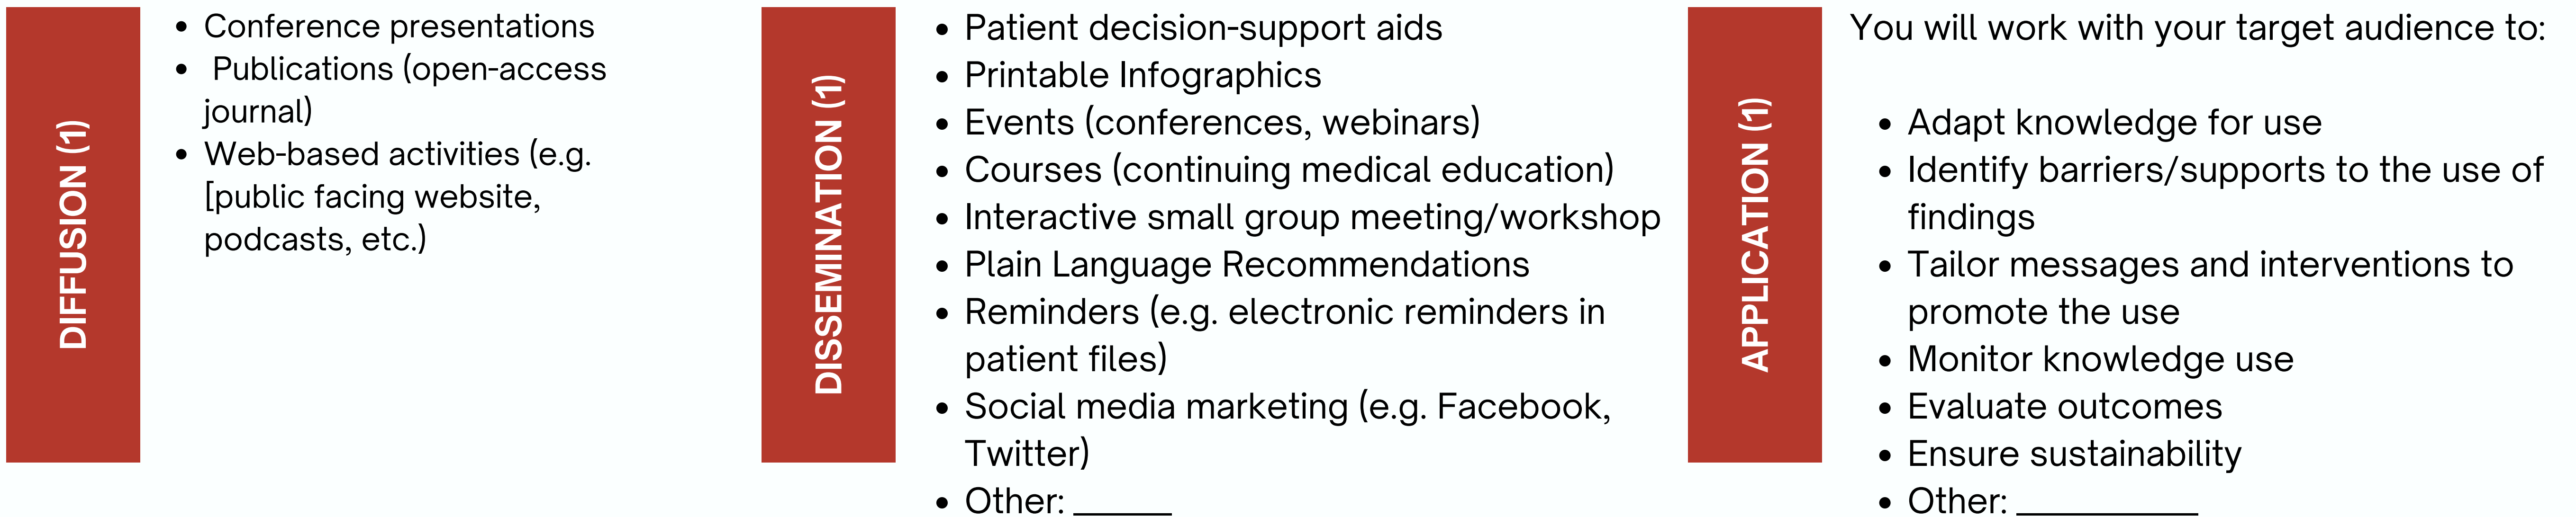 DIFFUSION (1)
• Conference presentations
• Publications (open-access
journal)
• Web-based activities (e.g.
[public facing website,
podcasts, etc.)
DISSEMINATION (1)
• Patient decision-support aids
• Printable Infographics
• Events (conferences, webinars)
• Courses (continuing medical education)
• Interactive small group meeting/workshop
• Plain Language Recommendations
• Reminders (e.g. electronic reminders in
patient files)
• Social media marketing (e.g. Facebook,
Twitter)
• Other: _____
APPLICATION (1)
You will work with your target audience to:
• Adapt knowledge for use
• Identify barriers/supports to the use of
findings
• Tailor messages and interventions to
promote the use
• Monitor knowledge use
• Evaluate outcomes
• Ensure sustainability
• Other: _________